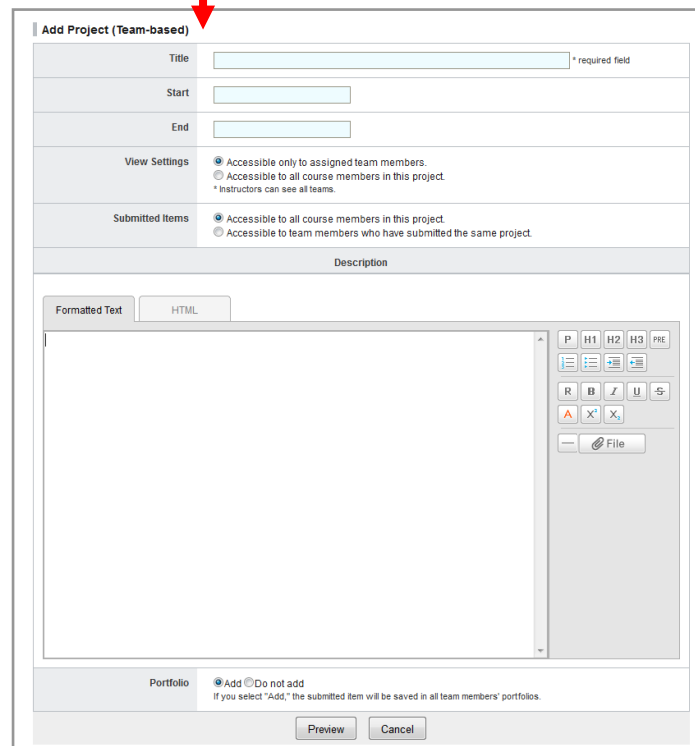 Add Project (Team-based)
Title
* required field
Start
End
View Settings
Accessible only to assigned team members.
Accessible to all course members in this project.
* Instructors can see all teams.
Submitted Items
Accessible to all course members in this project.
Accessible to team members who have submitted the same project.
Description
Formatted Text HTML
P H1 H2 H3 PRE
R B I U S
A X² X₂
File
Portfolio
Add Do not add
If you select "Add," the submitted item will be saved in all team members' portfolios.
Preview Cancel